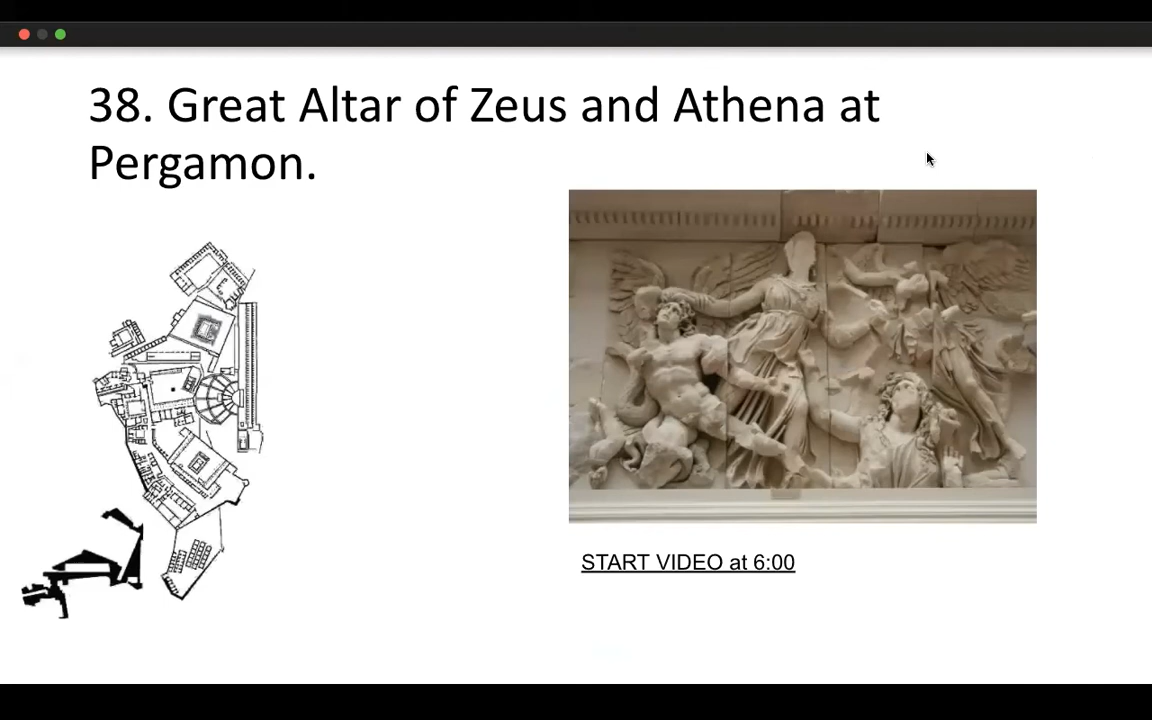 38. Great Altar of Zeus and Athena at
Pergamon.
START VIDEO at 6:00